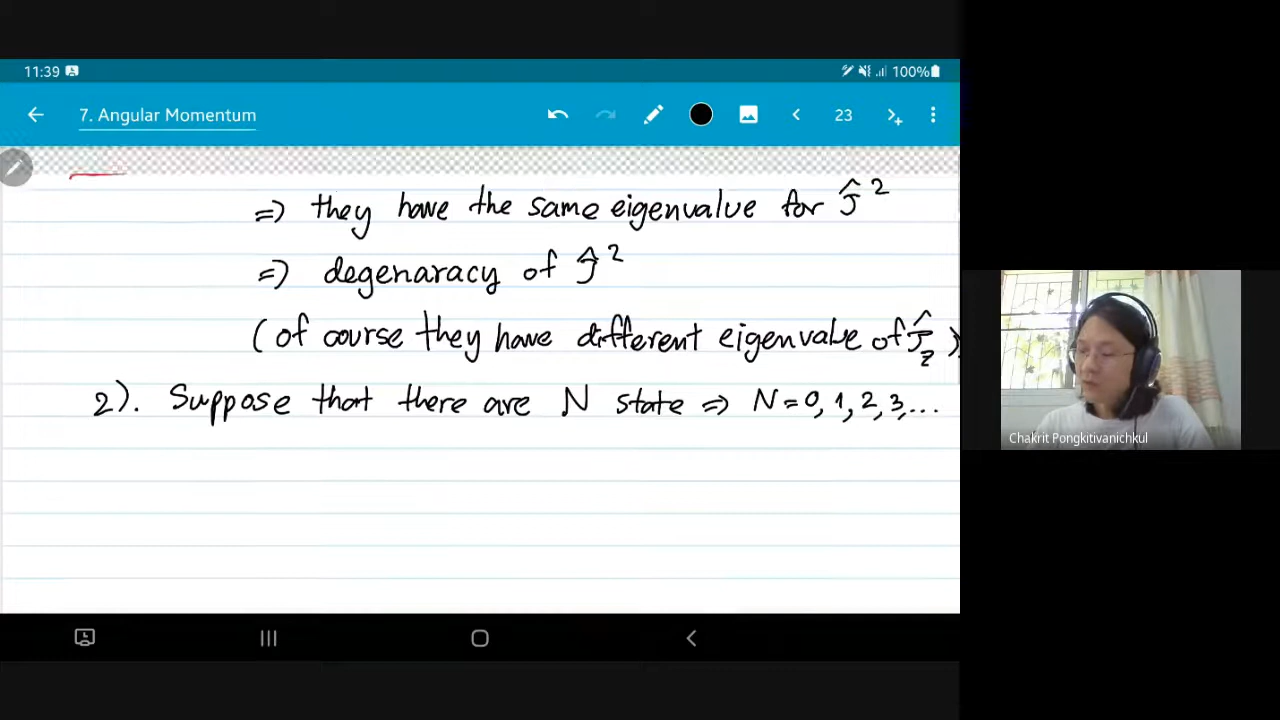 11:39 100%
7. Angular Momentum 23
=> they have the same eigenvalue for Ĵ²
=> degenaracy of Ĵ²
(of course they have different eigenvalue of Ĵz)
2). Suppose that there are N state => N=0, 1, 2, 3, ...
Chakrit Pongkitivanichkul